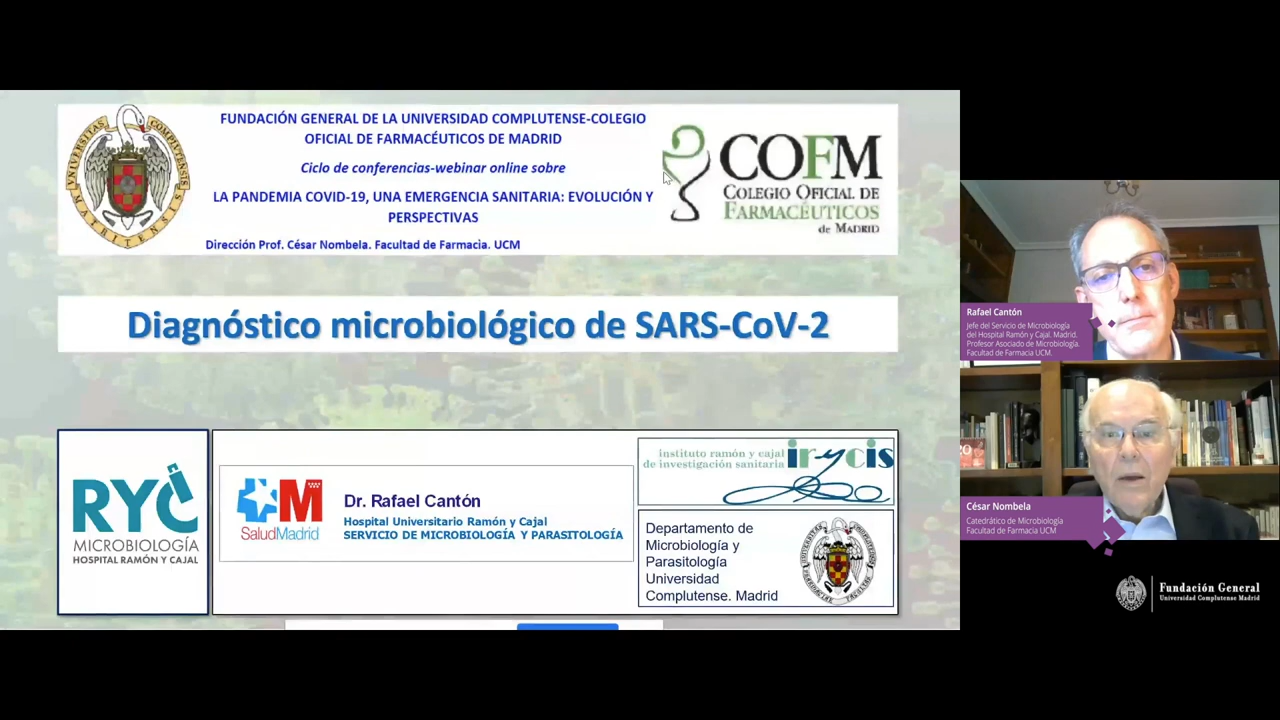 UNIVERSITAS COMPLUTENSIS
MATRITENSIS
FUNDACIÓN GENERAL DE LA UNIVERSIDAD COMPLUTENSE-COLEGIO
OFICIAL DE FARMACÉUTICOS DE MADRID
Ciclo de conferencias-webinar online sobre
LA PANDEMIA COVID-19, UNA EMERGENCIA SANITARIA: EVOLUCIÓN Y
PERSPECTIVAS
Dirección Prof. César Nombela. Facultad de Farmacia. UCM
COFM
COLEGIO OFICIAL DE
FARMACÉUTICOS
de MADRID
Diagnóstico microbiológico de SARS-CoV-2
RYC
MICROBIOLOGÍA
HOSPITAL RAMÓN Y CAJAL
M
SaludMadrid
Dr. Rafael Cantón
Hospital Universitario Ramón y Cajal
SERVICIO DE MICROBIOLOGÍA Y PARASITOLOGÍA
instituto ramón y cajal
de investigación sanitaria
irycis
Departamento de
Microbiología y
Parasitología
Universidad
Complutense. Madrid
Rafael Cantón
Jefe del Servicio de Microbiología
del Hospital Ramón y Cajal. Madrid.
Profesor Asociado de Microbiología.
Facultad de Farmacia UCM.
20
César Nombela
Catedrático de Microbiología
Facultad de Farmacia UCM
Fundación General
Universidad Complutense Madrid